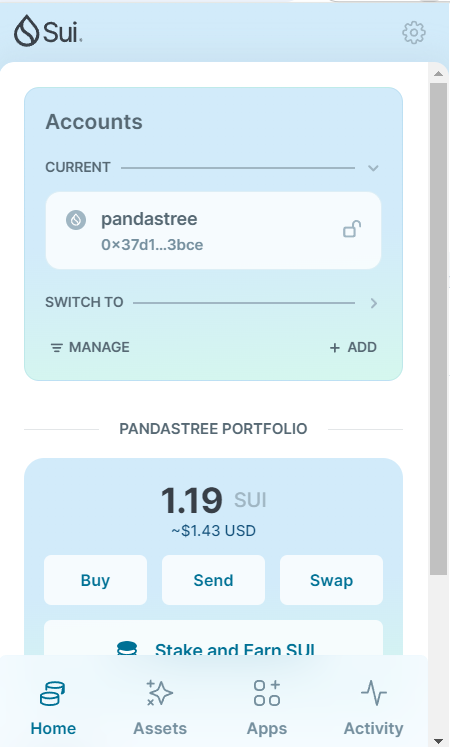 Sui.
Accounts
CURRENT
pandastree
0×37d1...3bce
SWITCH TO
MANAGE
+ ADD
PANDASTREE PORTFOLIO
1.19 SUI
~$1.43 USD
Buy Send Swap
Stake and Earn SUI
Home Assets Apps Activity